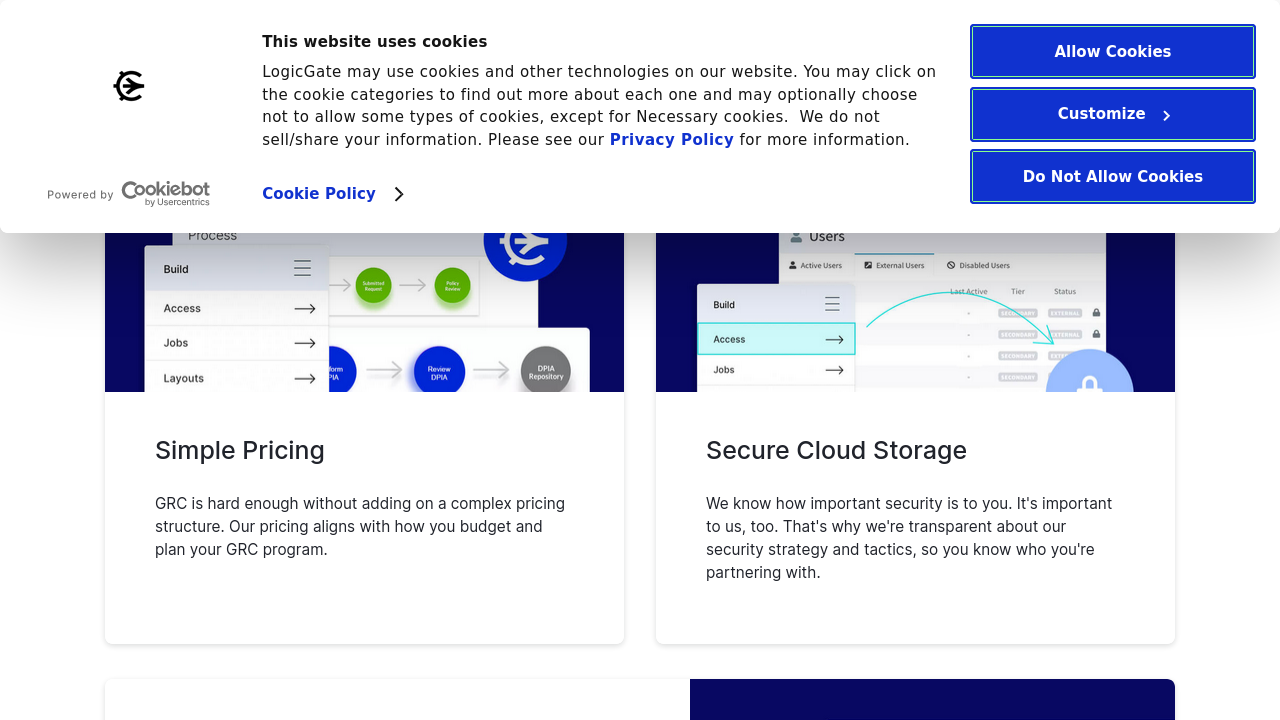 This website uses cookies
LogicGate may use cookies and other technologies on our website. You may click on
the cookie categories to find out more about each one and may optionally choose
not to allow some types of cookies, except for Necessary cookies.  We do not
sell/share your information. Please see our Privacy Policy for more information.
Powered by Cookiebot
by Usercentrics
Cookie Policy
Allow Cookies
Customize
Do Not Allow Cookies
Process
Build
Access
Jobs
Layouts
Submitted
Request
Policy
Review
Review
DPIA
DPIA
Repository
Users
Active Users
External Users
Disabled Users
Last Active
Tier
Status
Build
Access
Jobs
SECONDARY
EXTERNAL
SECONDARY
EXTERNAL
SECONDARY
SECONDARY
Simple Pricing
GRC is hard enough without adding on a complex pricing
structure. Our pricing aligns with how you budget and
plan your GRC program.
Secure Cloud Storage
We know how important security is to you. It's important
to us, too. That's why we're transparent about our
security strategy and tactics, so you know who you're
partnering with.